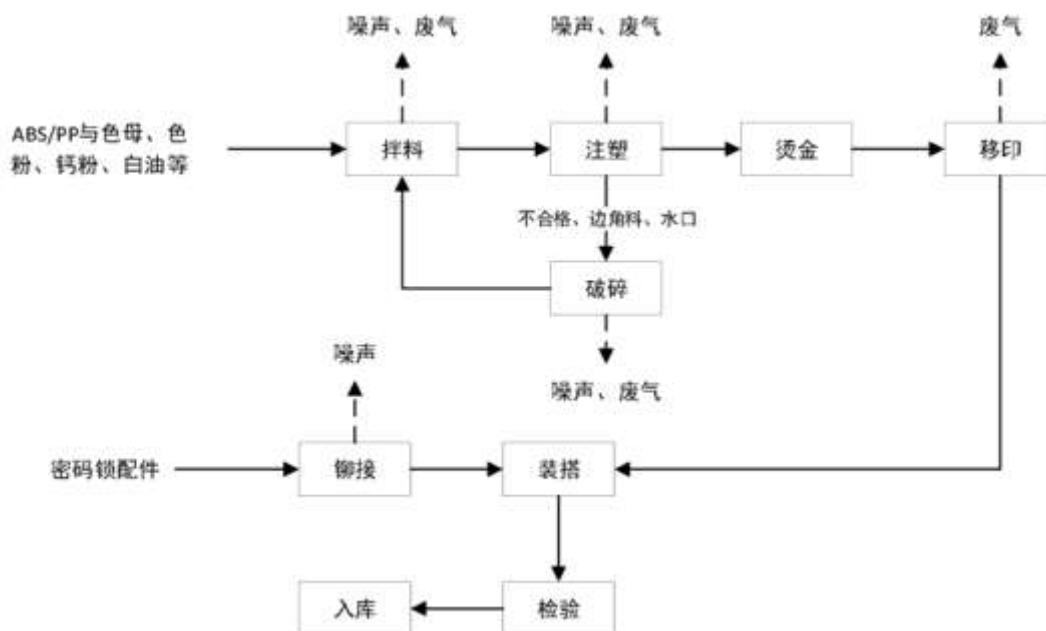 噪声、废气
噪声、废气
废气
ABS/PP与色母、色
粉、钙粉、白油等
拌料
注塑
烫金
移印
不合格、边角料、水口
破碎
噪声
噪声、废气
密码锁配件
铆接
装搭
入库
检验